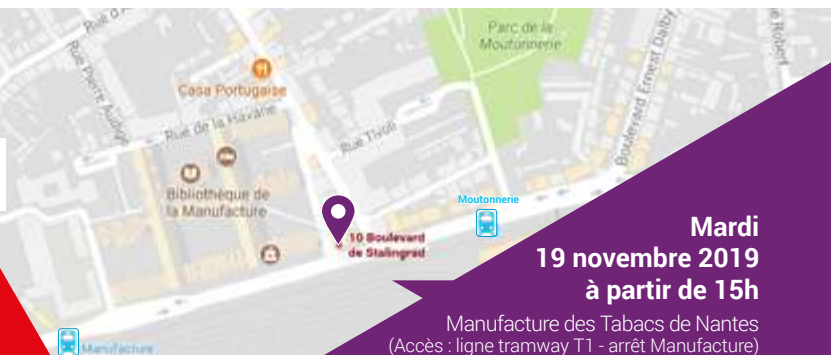 Parc de la
Moutonnerie
Boulevard Ernest Dalby
Robert
Rue Pierre Audigé
Casa Portugaise
Rue de la Havane
Rue Tivoli
Bibliothèque de
la Manufacture
Moutonnerie
10 Boulevard
de Stalingrad
Manufacture
Mardi
19 novembre 2019
à partir de 15h
Manufacture des Tabacs de Nantes
(Accès : ligne tramway T1 - arrêt Manufacture)